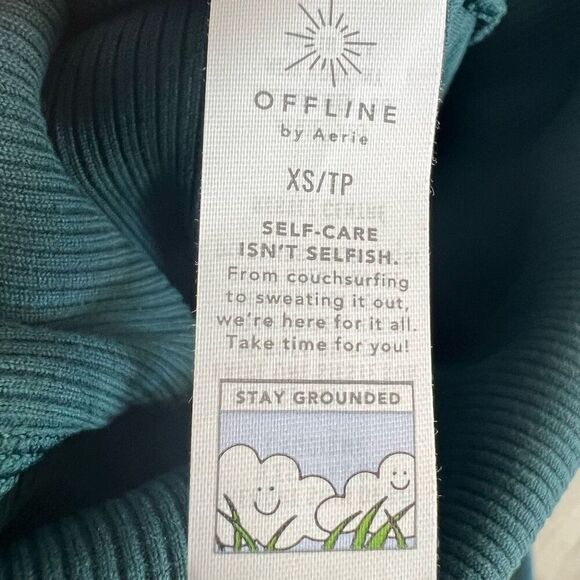 OFFLINE
by Aerie
XS/TP
SELF-CARE
ISN'T SELFISH.
From couchsurfing
to sweating it out,
we're here for it all.
Take time for you!
STAY GROUNDED